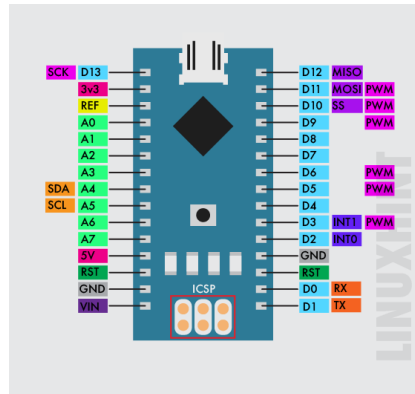 SCK D13 D12 MISO
3v3 D11 MOSI PWM
REF D10 SS PWM
A0 D9 PWM
A1 D8
A2 D7
A3 D6 PWM
SDA A4 D5 PWM
SCL A5 D4
A6 D3 INT1 PWM
A7 D2 INT0
5V GND
RST RST
GND ICSP D0 RX
VIN D1 TX
LINUXHINT